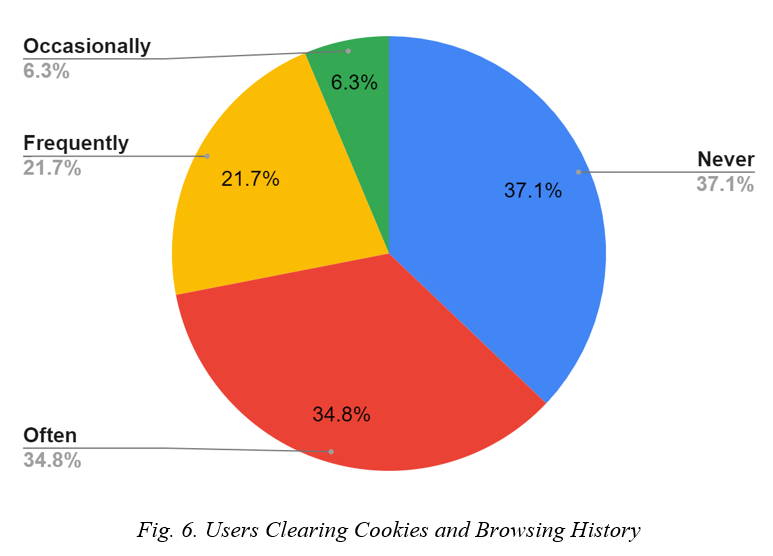 Occasionally
6.3%
6.3%
Frequently
21.7%
21.7%
Never
37.1%
37.1%
34.8%
Often
34.8%
Fig. 6. Users Clearing Cookies and Browsing History